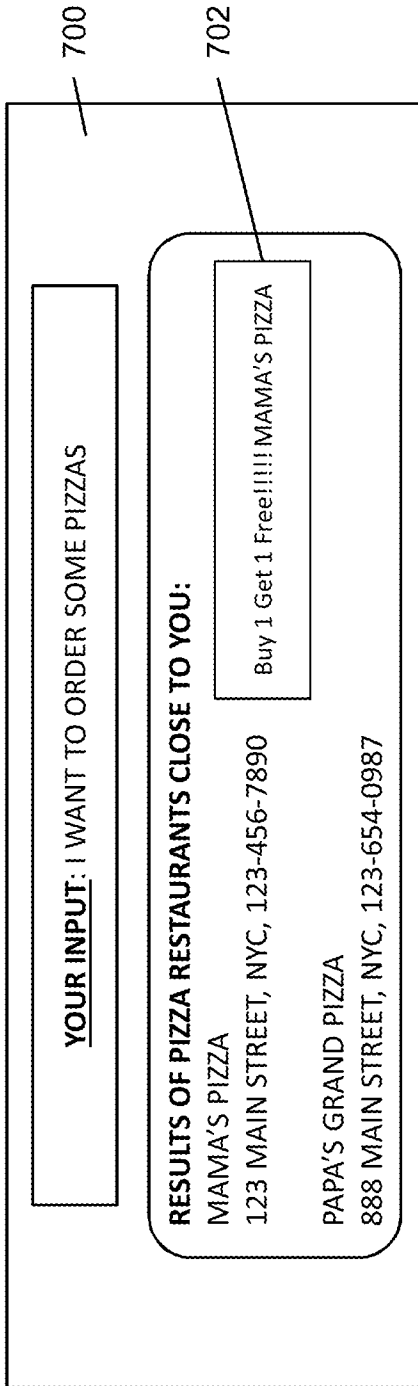 700
YOUR INPUT: I WANT TO ORDER SOME PIZZAS
702
RESULTS OF PIZZA RESTAURANTS CLOSE TO YOU:
MAMA'S PIZZA
123 MAIN STREET, NYC, 123-456-7890
Buy 1 Get 1 Free!!!!! MAMA'S PIZZA
PAPA'S GRAND PIZZA
888 MAIN STREET, NYC, 123-654-0987